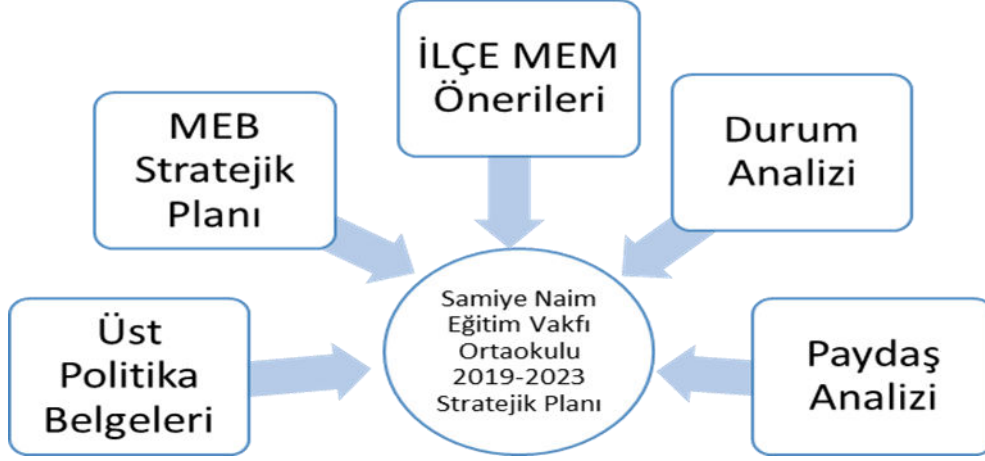 İLÇE MEM
Önerileri
MEB
Stratejik
Planı
Durum
Analizi
Üst
Politika
Belgeleri
Samiye Naim
Eğitim Vakfı
Ortaokulu
2019-2023
Stratejik Planı
Paydaş
Analizi